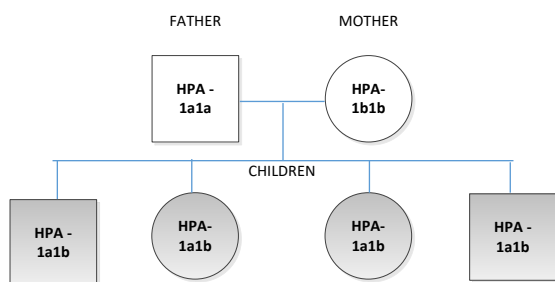 FATHER MOTHER
HPA -
1a1a
HPA-
1b1b
CHILDREN
HPA -
1a1b
HPA-
1a1b
HPA-
1a1b
HPA -
1a1b